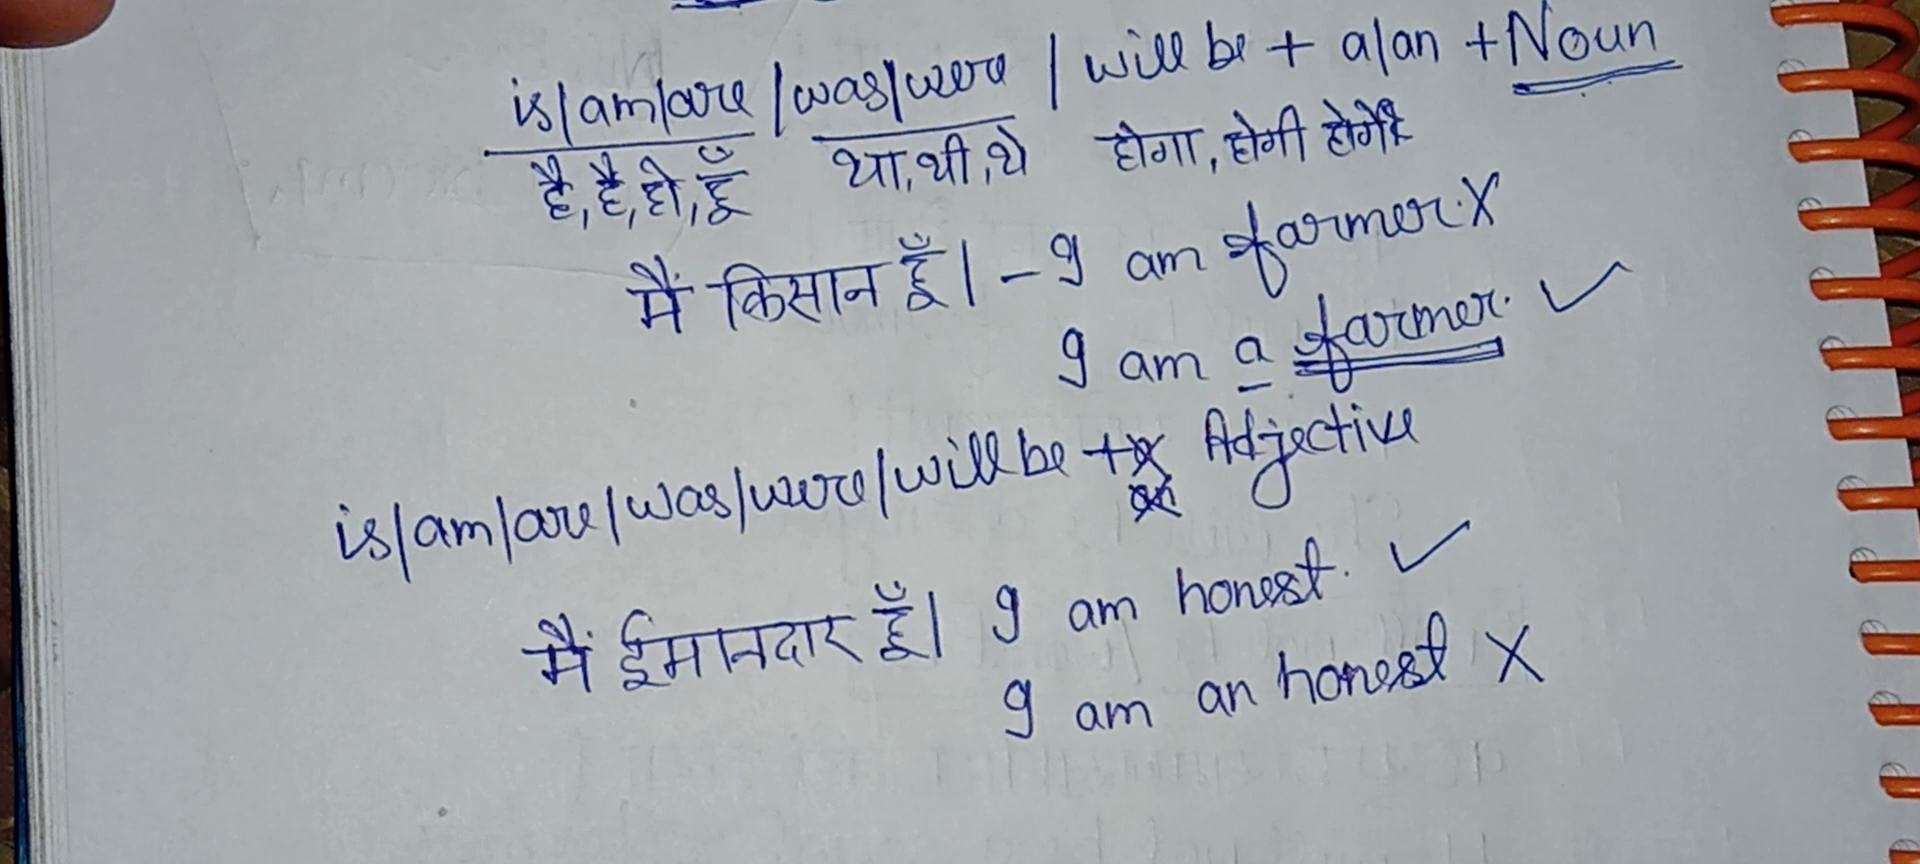 is/am/are/was/were/will be + a/an + Noun
है, हैं, हो, हूँ था, थी, थे होगा, होगी होगें
मैं किसान हूँ। - I am farmer. X
I am a farmer. ✓
is/am/are/was/were/will be + a Adjective
an
मैं ईमानदार हूँ। I am honest. ✓
I am an honest X